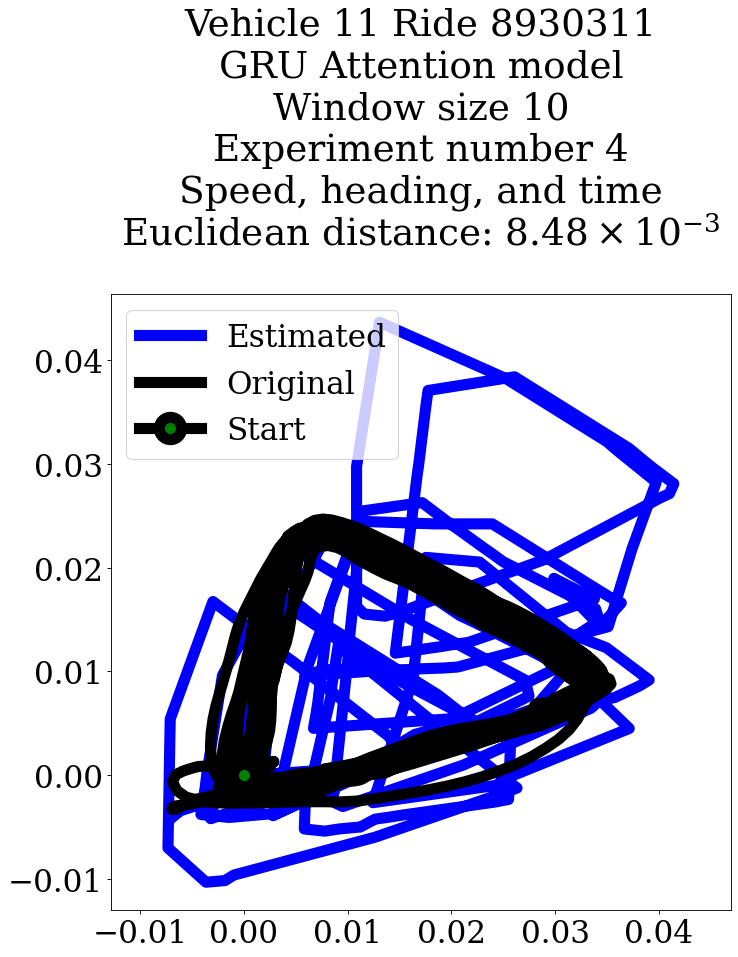 Vehicle 11 Ride 8930311
GRU Attention model
Window size 10
Experiment number 4
Speed, heading, and time
Euclidean distance: 8.48 × 10⁻³
Estimated
Original
Start
0.04
0.03
0.02
0.01
0.00
−0.01
−0.01 0.00 0.01 0.02 0.03 0.04